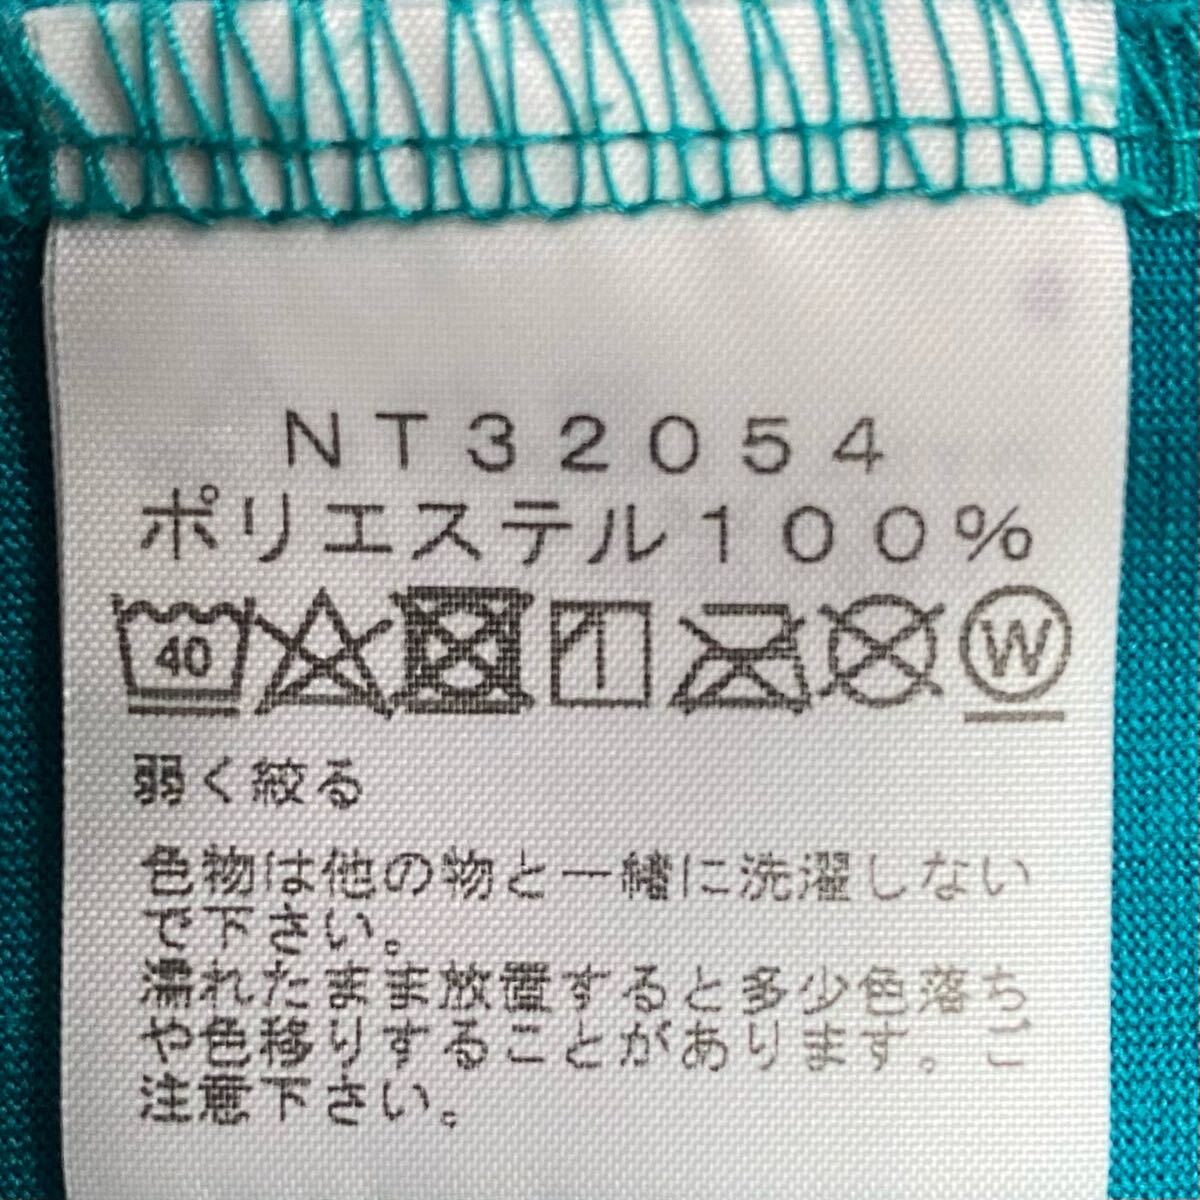 NT32054
ポリエステル100%
40 W
弱く絞る
色物は他の物と一緒に洗濯しない
で下さい。
濡れたまま放置すると多少色落ち
や色移りすることがあります。ご
注意下さい。